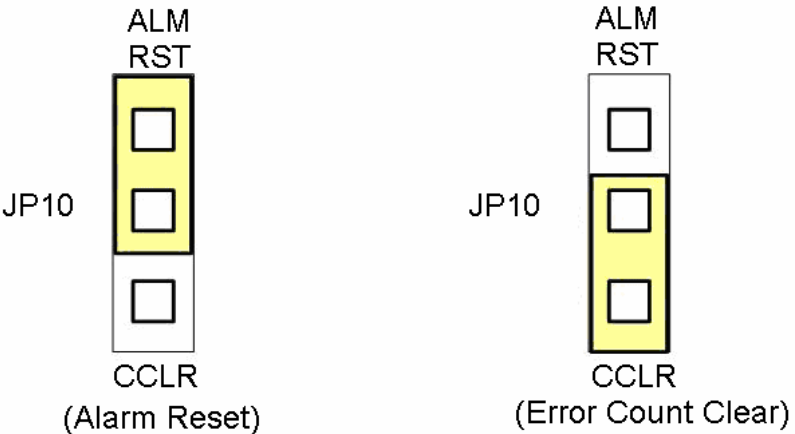 ALM
RST
JP10
CCLR
(Alarm Reset)
ALM
RST
JP10
CCLR
(Error Count Clear)